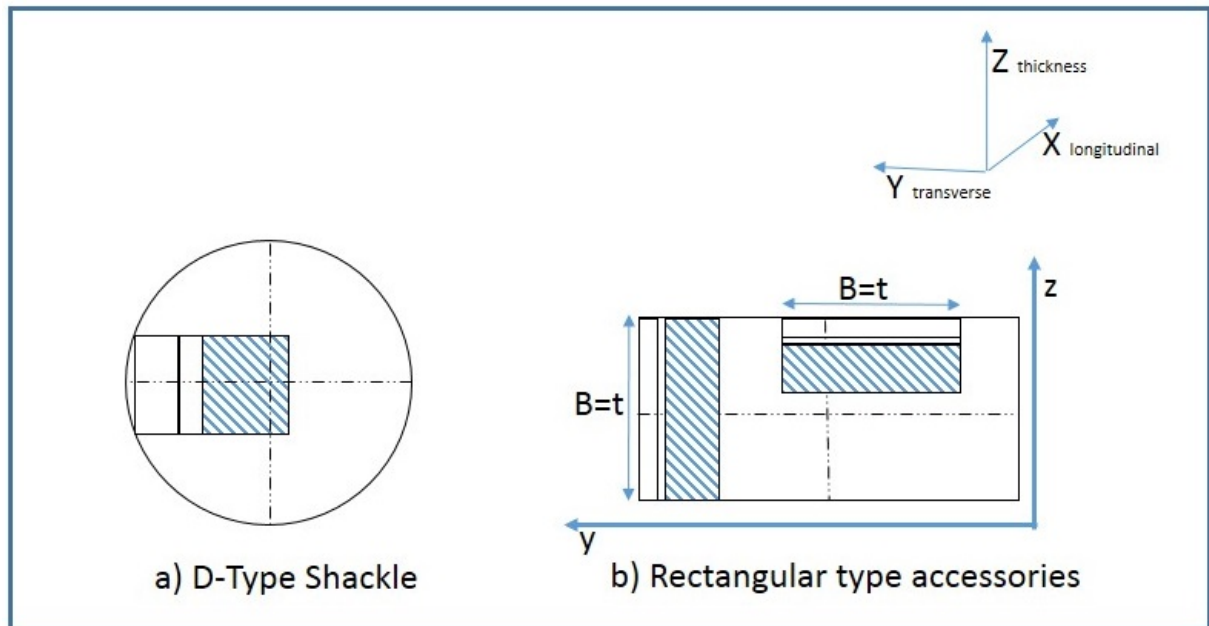 Z thickness
X longitudinal
Y transverse
B=t
z
B=t
y
a) D-Type Shackle
b) Rectangular type accessories